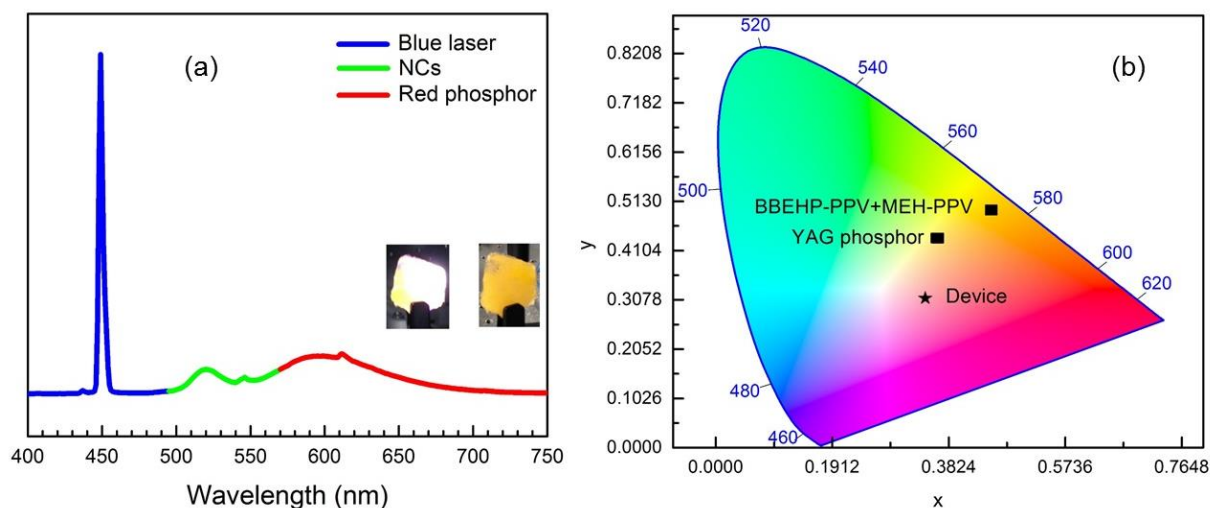 (a)
Blue laser
NCs
Red phosphor
400 450 500 550 600 650 700 750
Wavelength (nm)
(b)
y
0.8208
0.7182
0.6156
0.5130
0.4104
0.3078
0.2052
0.1026
0.0000
520
540
560
500
580
600
620
480
460
BBEHP-PPV+MEH-PPV
YAG phosphor
Device
0.0000 0.1912 0.3824 0.5736 0.7648
x